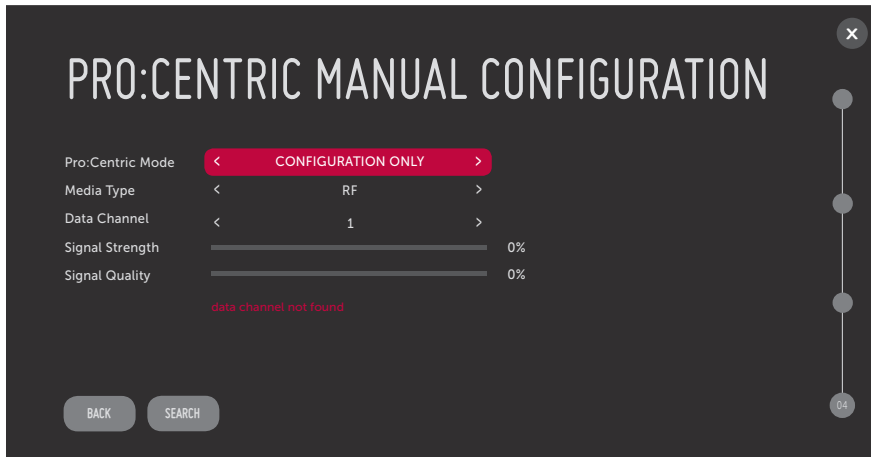 X
PRO:CENTRIC MANUAL CONFIGURATION
Pro:Centric Mode < CONFIGURATION ONLY >
Media Type < RF >
Data Channel < 1 >
Signal Strength 0%
Signal Quality 0%
data channel not found
BACK SEARCH 04